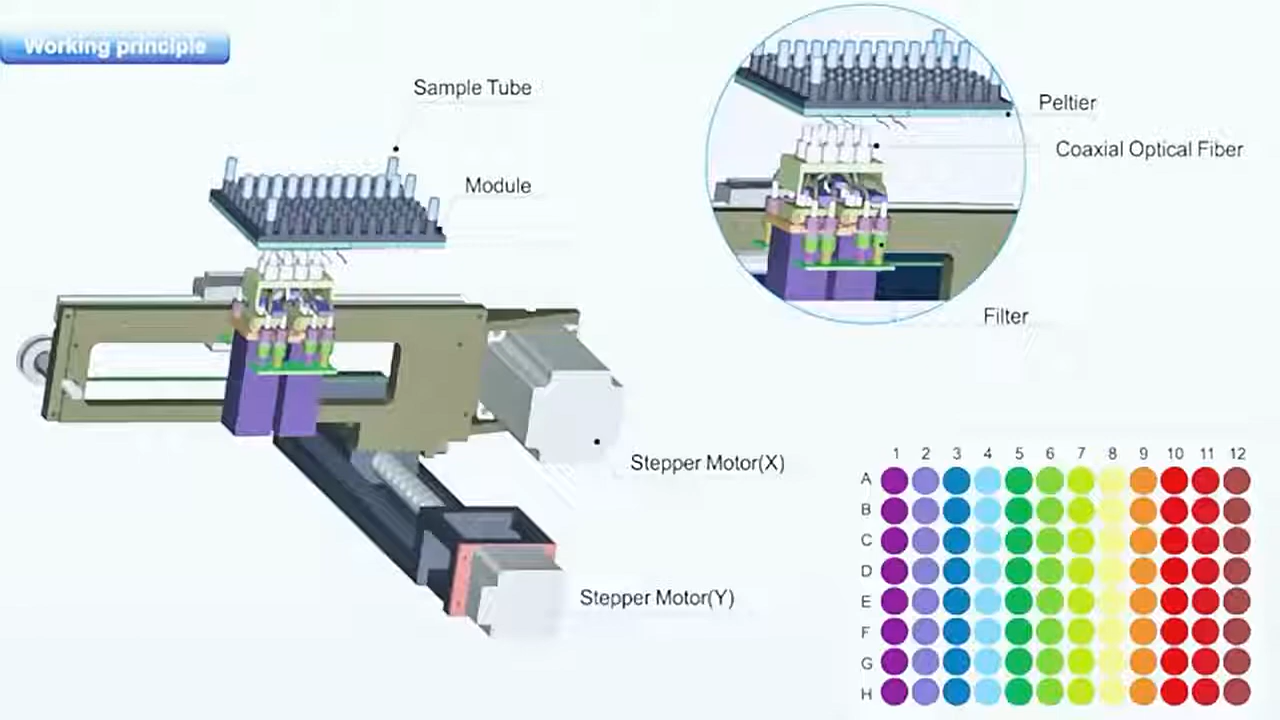 Working principle
Sample Tube
Module
Peltier
Coaxial Optical Fiber
Filter
Stepper Motor(X)
Stepper Motor(Y)
1 2 3 4 5 6 7 8 9 10 11 12
A
B
C
D
E
F
G
H